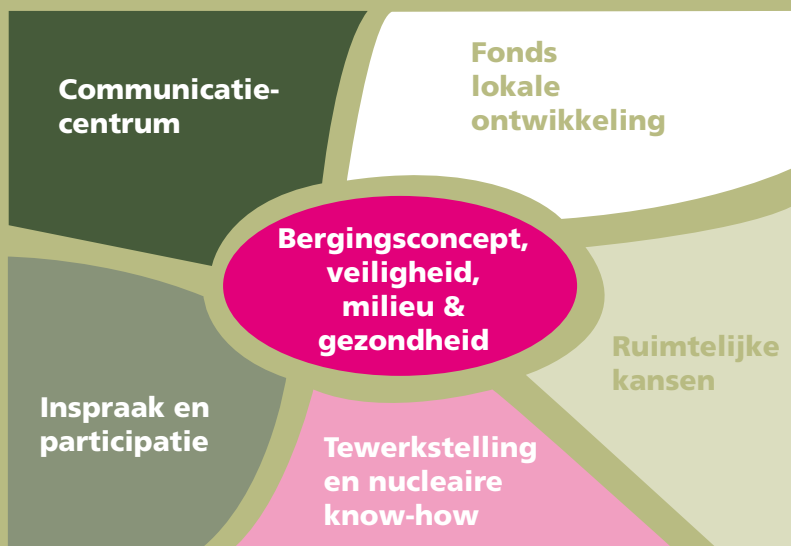 Communicatie-
centrum
Fonds
lokale
ontwikkeling
Bergingsconcept,
veiligheid,
milieu &
gezondheid
Ruimtelijke
kansen
Inspraak en
participatie
Tewerkstelling
en nucleaire
know-how